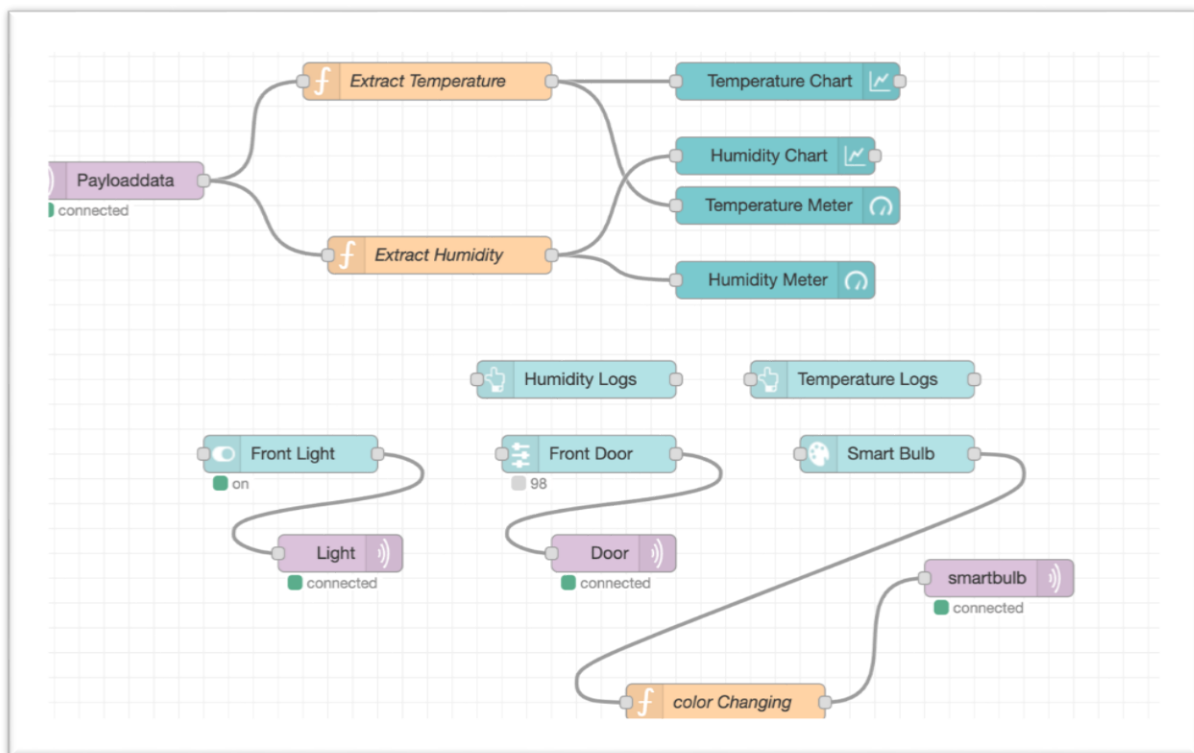 Extract Temperature
Temperature Chart
Humidity Chart
Payloaddata
connected
Temperature Meter
Extract Humidity
Humidity Meter
Humidity Logs
Temperature Logs
Front Light
on
Front Door
98
Smart Bulb
Light
connected
Door
connected
smartbulb
connected
color Changing